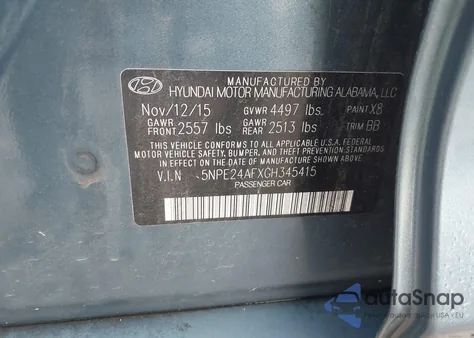 MANUFACTURED BY
HYUNDAI MOTOR MANUFACTURING ALABAMA, LLC
Nov/12/15 GVWR 4497 lbs. PAINT X8
GAWR FRONT 2557 lbs GAWR REAR 2513 lbs TRIM BB
THIS VEHICLE CONFORMS TO ALL APPLICABLE U.S.A. FEDERAL
MOTOR VEHICLE SAFETY, BUMPER, AND THEFT PREVENTION STANDARDS
IN EFFECT ON THE DATE OF MANUFACTURE SHOWN ABOVE.
V.I.N 5NPE24AFXGH345415
PASSENGER CAR
autoSnap